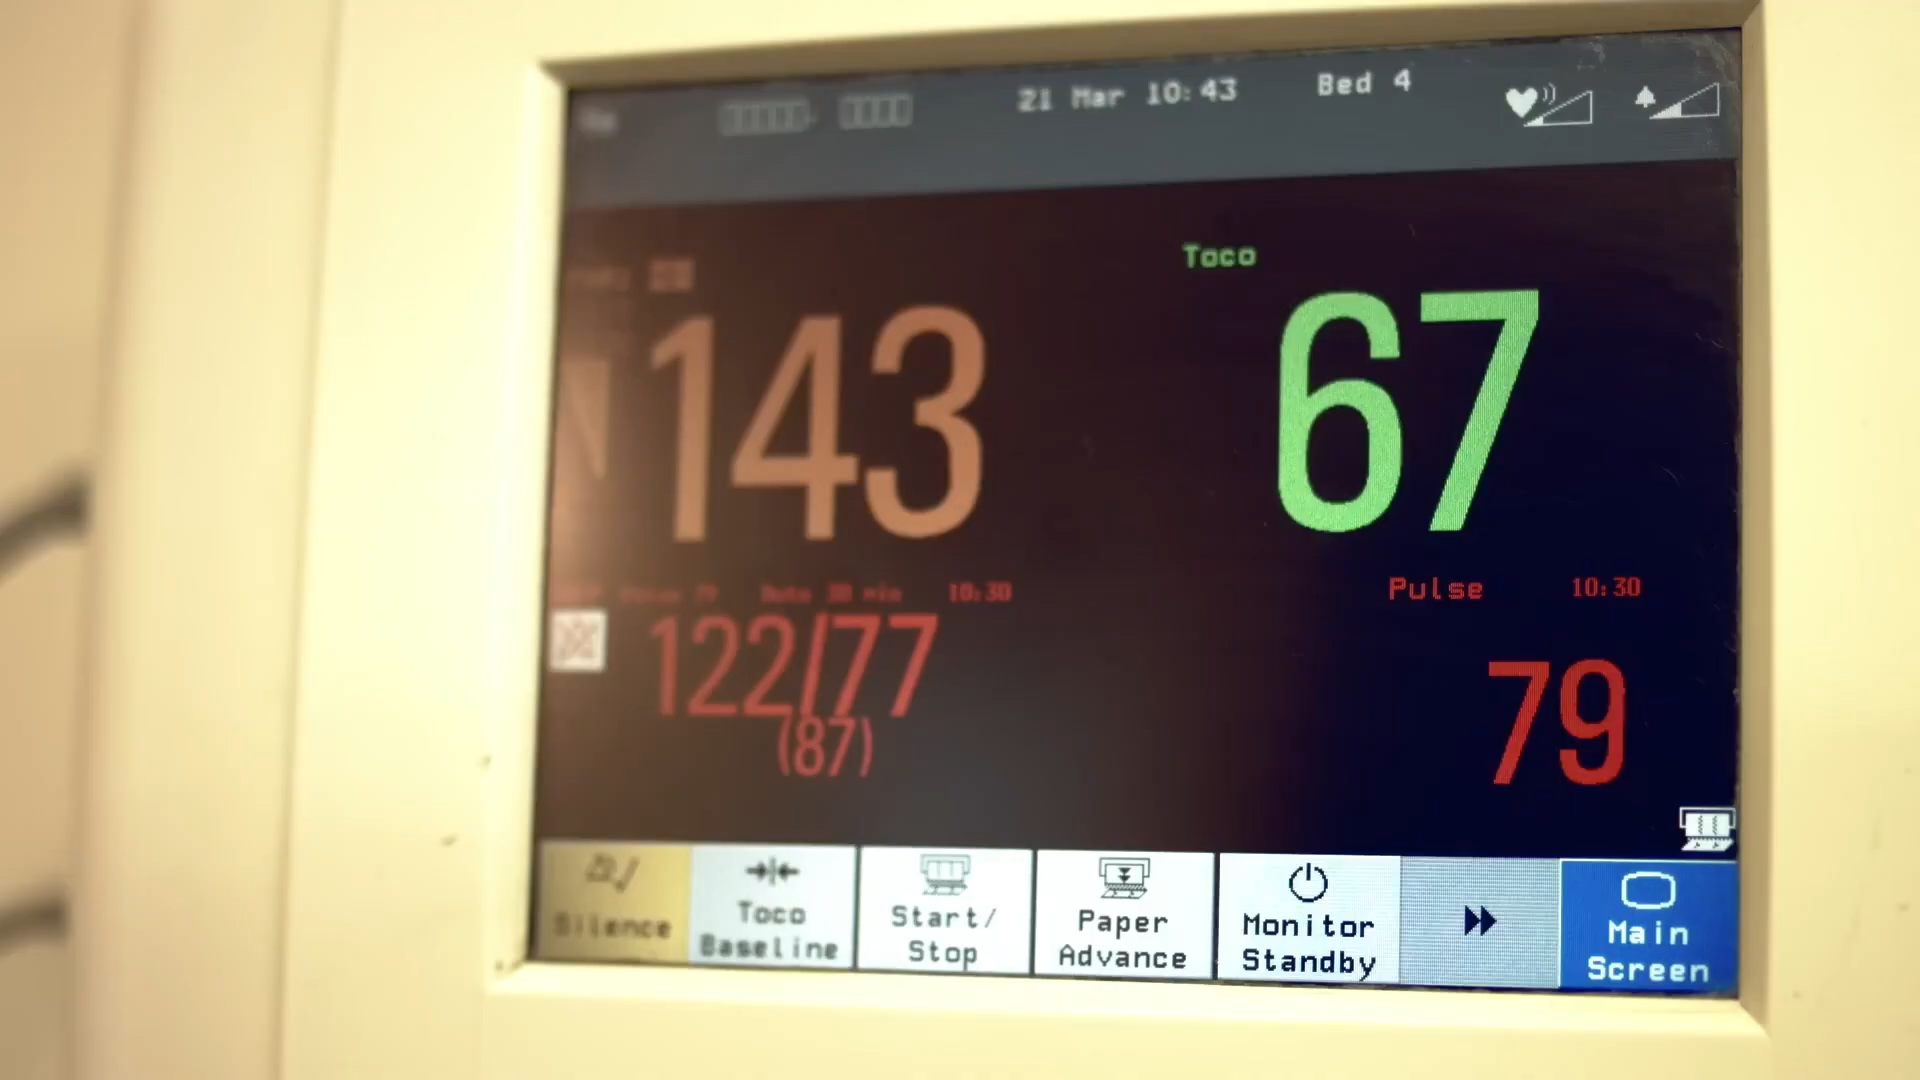 21 Mar 10:43 Bed 4
Toco
143 67
10:30
Pulse 10:30
122/77
(87)
79
Silence
Toco
Baseline
Start/
Stop
Paper
Advance
Monitor
Standby
Main
Screen